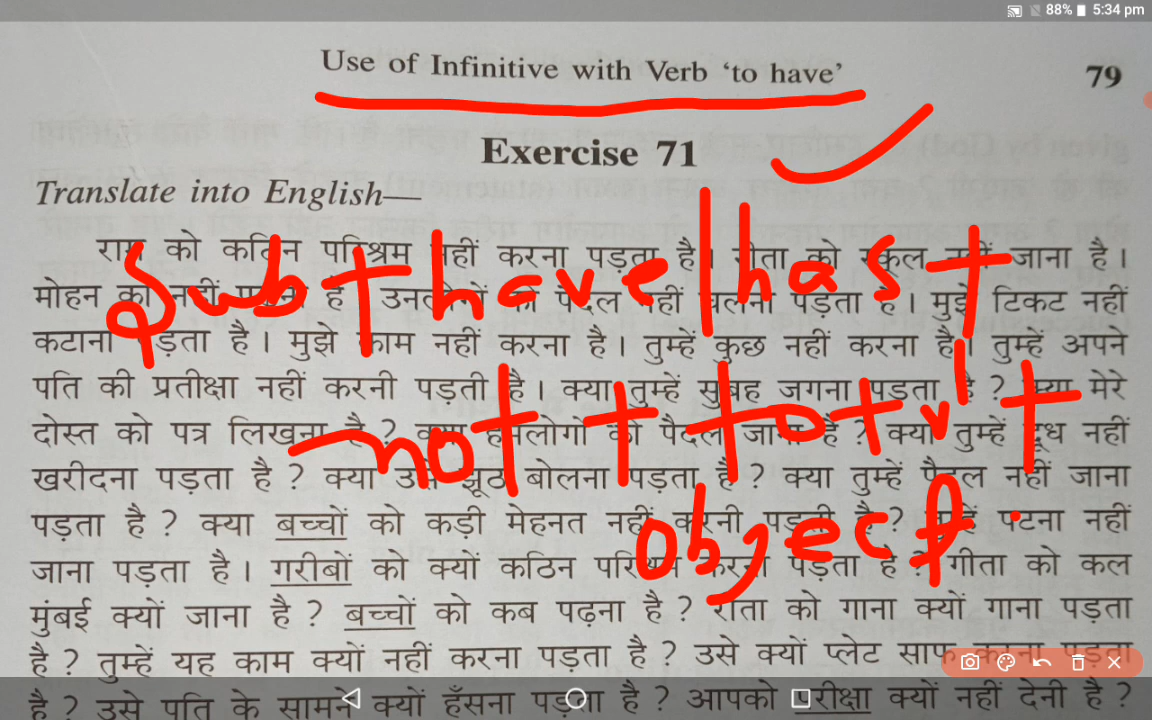 88% 5:34 pm
Use of Infinitive with Verb ‘to have’ 79
Exercise 71
Translate into English—
राम को कठिन परिश्रम नहीं करना पड़ता है। गीता को स्कूल नहीं जाना है।
मोहन को नहीं है। उनलोगों को पैदल नहीं चलना पड़ता है। मुझे टिकट नहीं
कटाना पड़ता है। मुझे काम नहीं करना है। तुम्हें कुछ नहीं करना है। तुम्हें अपने
पति की प्रतीक्षा नहीं करनी पड़ती है। क्या तुम्हें सुबह जगना पड़ता है ? क्या मेरे
दोस्त को पत्र लिखना है ? क्या हमलोगों को पैदल जाना है ? क्या तुम्हें दूध नहीं
खरीदना पड़ता है ? क्या उसे झूठ बोलना पड़ता है ? क्या तुम्हें पैदल नहीं जाना
पड़ता है ? क्या बच्चों को कड़ी मेहनत नहीं करनी पड़ती है ? तुम्हें पटना नहीं
जाना पड़ता है। गरीबों को क्यों कठिन परिश्रम करना पड़ता है ? गीता को कल
मुंबई क्यों जाना है ? बच्चों को कब पढ़ना है ? गीता को गाना क्यों गाना पड़ता
है ? तुम्हें यह काम क्यों नहीं करना पड़ता है ? उसे क्यों प्लेट साफ करना पड़ता
है ? उसे पति के सामने क्यों हँसना पड़ता है ? आपको परीक्षा क्यों नहीं देनी है ?
Sub + have | has +
not + + to + v¹ +
object .